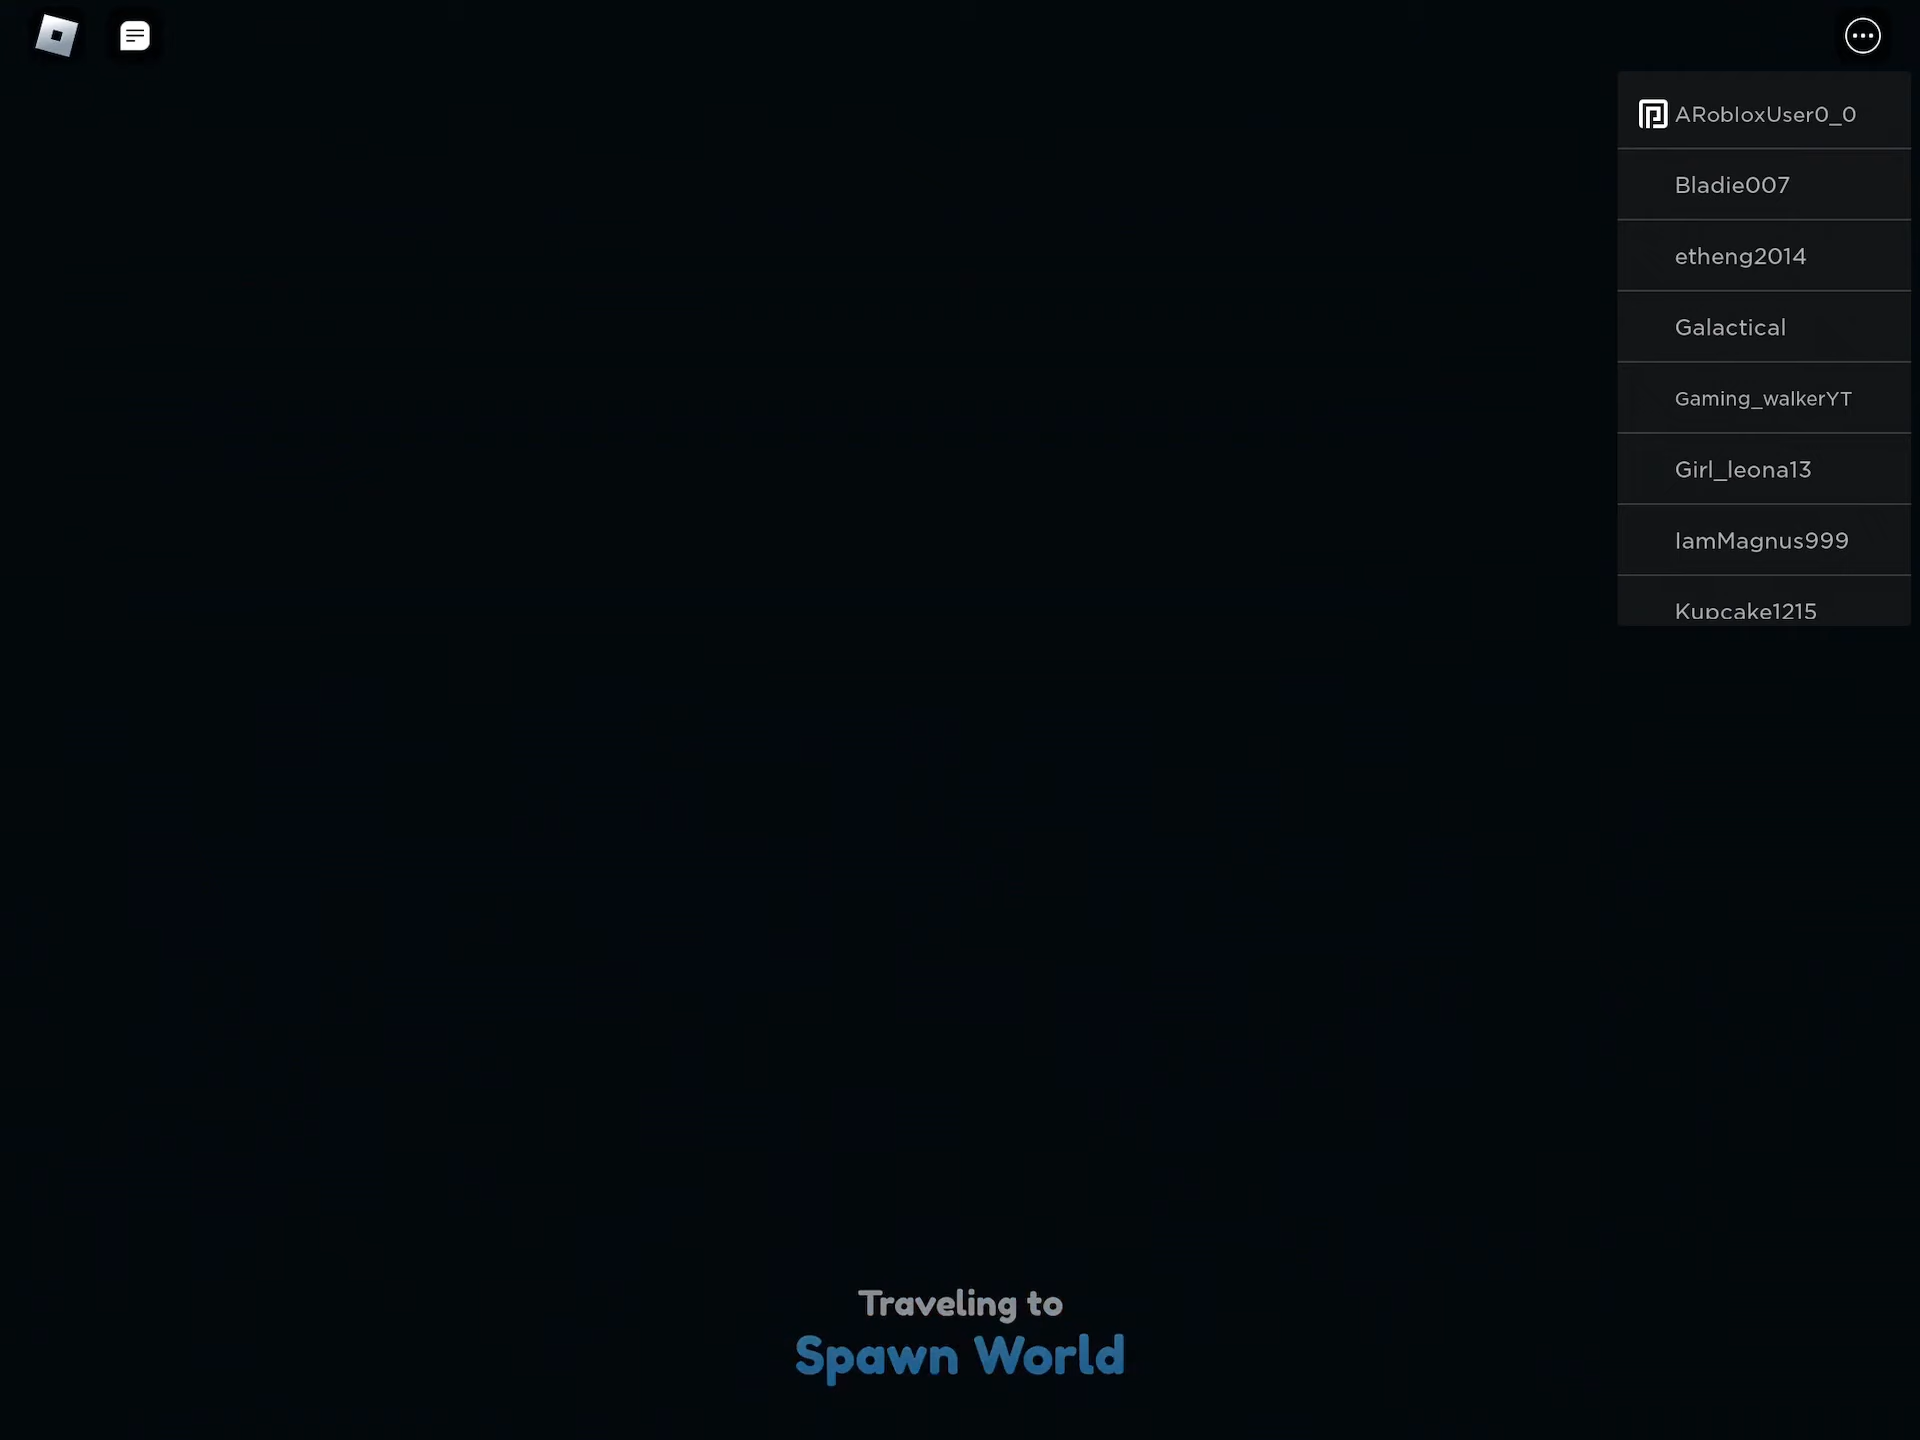 ARobloxUser0_0
Bladie007
etheng2014
Galactical
Gaming_walkerYT
Girl_leona13
IamMagnus999
Kupcake1215
Traveling to
Spawn World